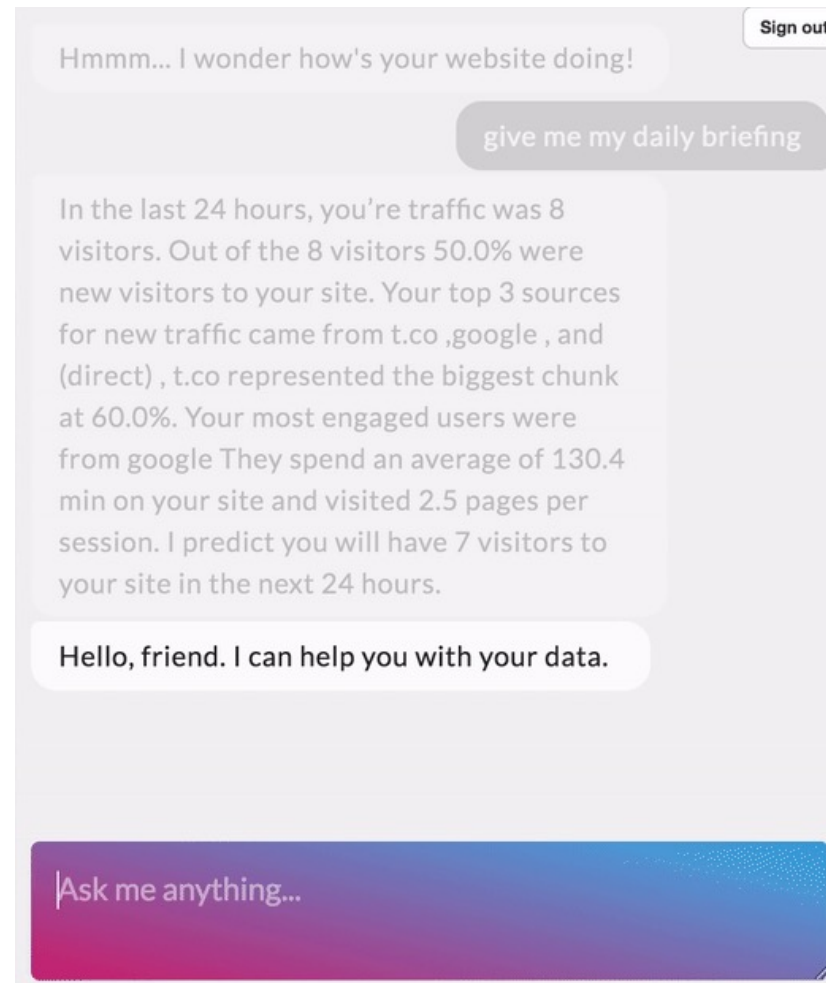 Sign out
Hmmm... I wonder how's your website doing!
give me my daily briefing
In the last 24 hours, you’re traffic was 8
visitors. Out of the 8 visitors 50.0% were
new visitors to your site. Your top 3 sources
for new traffic came from t.co ,google , and
(direct) , t.co represented the biggest chunk
at 60.0%. Your most engaged users were
from google They spend an average of 130.4
min on your site and visited 2.5 pages per
session. I predict you will have 7 visitors to
your site in the next 24 hours.
Hello, friend. I can help you with your data.
Ask me anything...